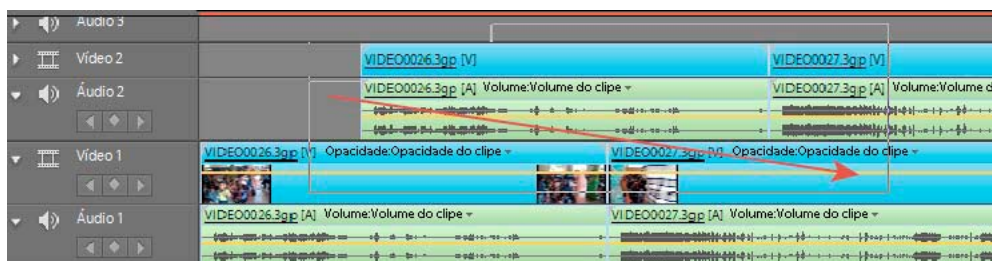 Áudio 3
Vídeo 2 VIDEO0026.3gp [V] VIDEO0027.3gp [V]
Áudio 2 VIDEO0026.3gp [A] Volume:Volume do clipe VIDEO0027.3gp [A] Volume:Volume d
Vídeo 1 VIDEO0026.3gp [V] Opacidade:Opacidade do clipe VIDEO0027.3gp [V] Opacidade:Opacidade do clipe
Áudio 1 VIDEO0026.3gp [A] Volume:Volume do clipe VIDEO0027.3gp [A] Volume:Volume do clipe